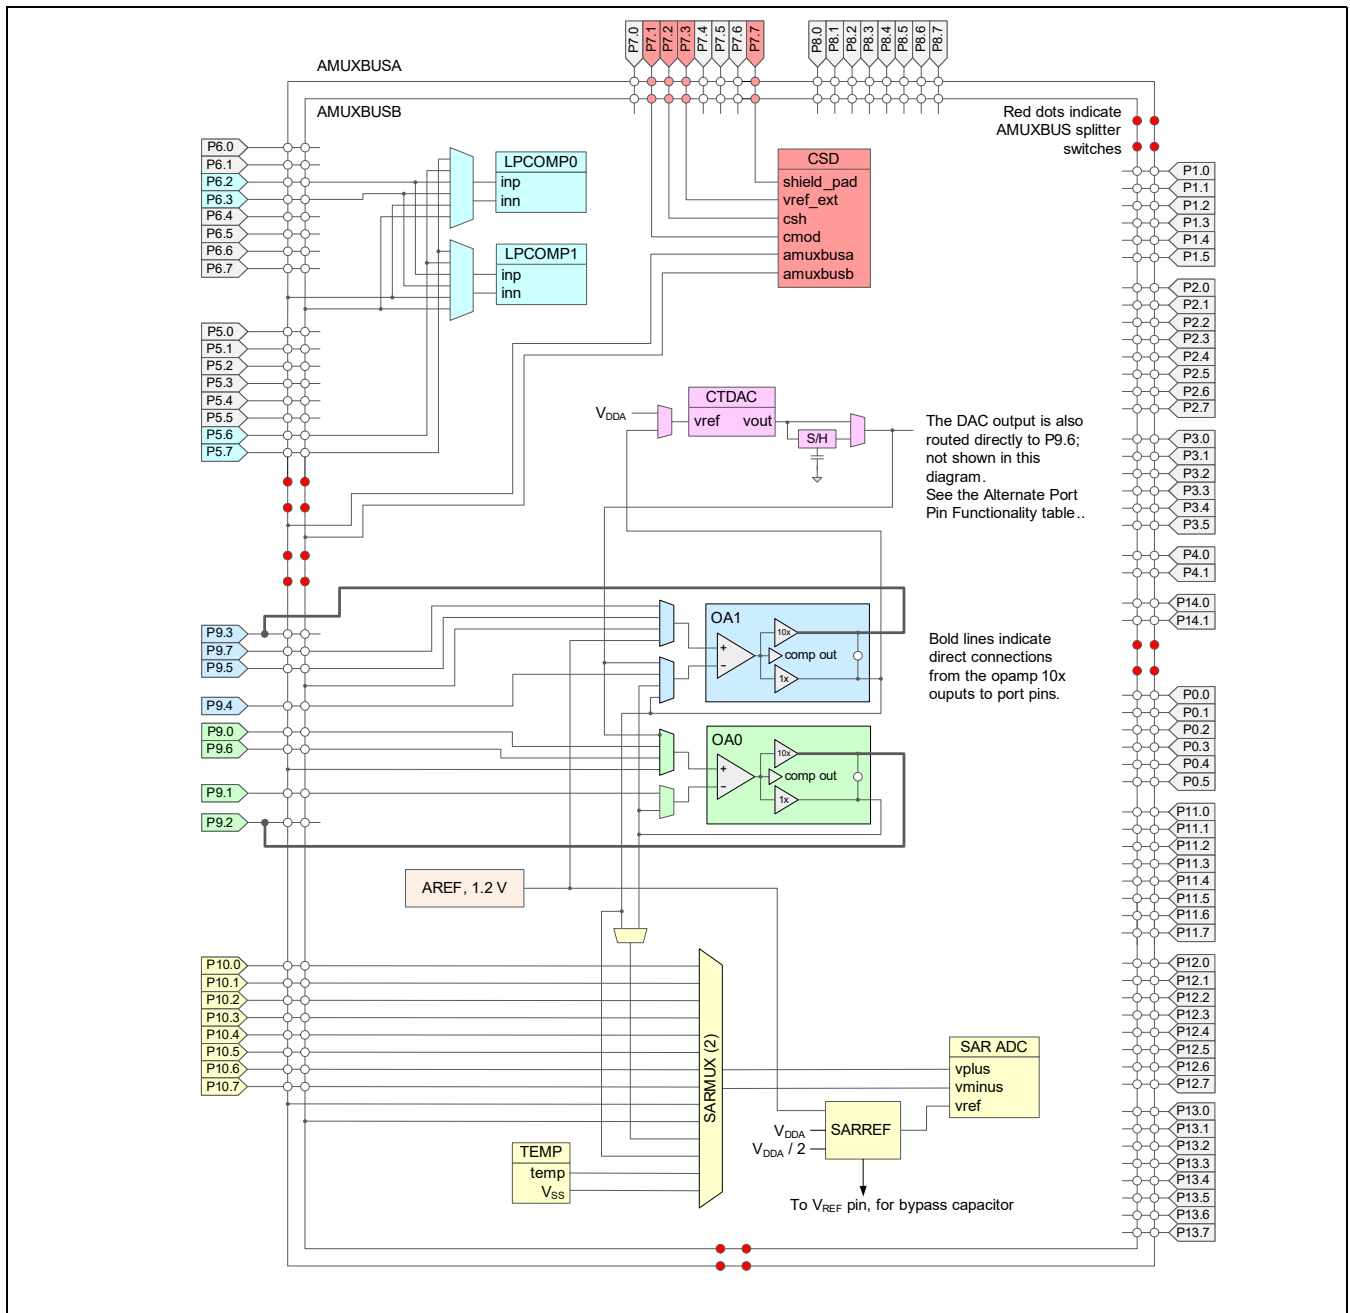 P7.0
P7.1
P7.2
P7.3
P7.4
P7.5
P7.6
P7.7
P8.0
P8.1
P8.2
P8.3
P8.4
P8.5
P8.6
P8.7
AMUXBUSA
AMUXBUSB
Red dots indicate
AMUXBUS splitter
switches
P6.0
P6.1
P6.2
P6.3
P6.4
P6.5
P6.6
P6.7
LPCOMP0
inp
inn
LPCOMP1
inp
inn
CSD
shield_pad
vref_ext
csh
cmod
amuxbusa
amuxbusb
P1.0
P1.1
P1.2
P1.3
P1.4
P1.5
P2.0
P2.1
P2.2
P2.3
P2.4
P2.5
P2.6
P2.7
P5.0
P5.1
P5.2
P5.3
P5.4
P5.5
P5.6
P5.7
VDDA
CTDAC
vref vout
S/H
The DAC output is also
routed directly to P9.6;
not shown in this
diagram.
See the Alternate Port
Pin Functionality table..
P3.0
P3.1
P3.2
P3.3
P3.4
P3.5
P4.0
P4.1
P14.0
P14.1
P9.3
P9.7
P9.5
P9.4
P9.0
P9.6
P9.1
P9.2
OA1
+
−
10x
comp out
1x
OA0
+
−
10x
comp out
1x
Bold lines indicate
direct connections
from the opamp 10x
ouputs to port pins.
P0.0
P0.1
P0.2
P0.3
P0.4
P0.5
P11.0
P11.1
P11.2
P11.3
P11.4
P11.5
P11.6
P11.7
AREF, 1.2 V
P10.0
P10.1
P10.2
P10.3
P10.4
P10.5
P10.6
P10.7
SARMUX (2)
SAR ADC
vplus
vminus
vref
SARREF
VDDA
VDDA / 2
TEMP
temp
VSS
To VREF pin, for bypass capacitor
P12.0
P12.1
P12.2
P12.3
P12.4
P12.5
P12.6
P12.7
P13.0
P13.1
P13.2
P13.3
P13.4
P13.5
P13.6
P13.7